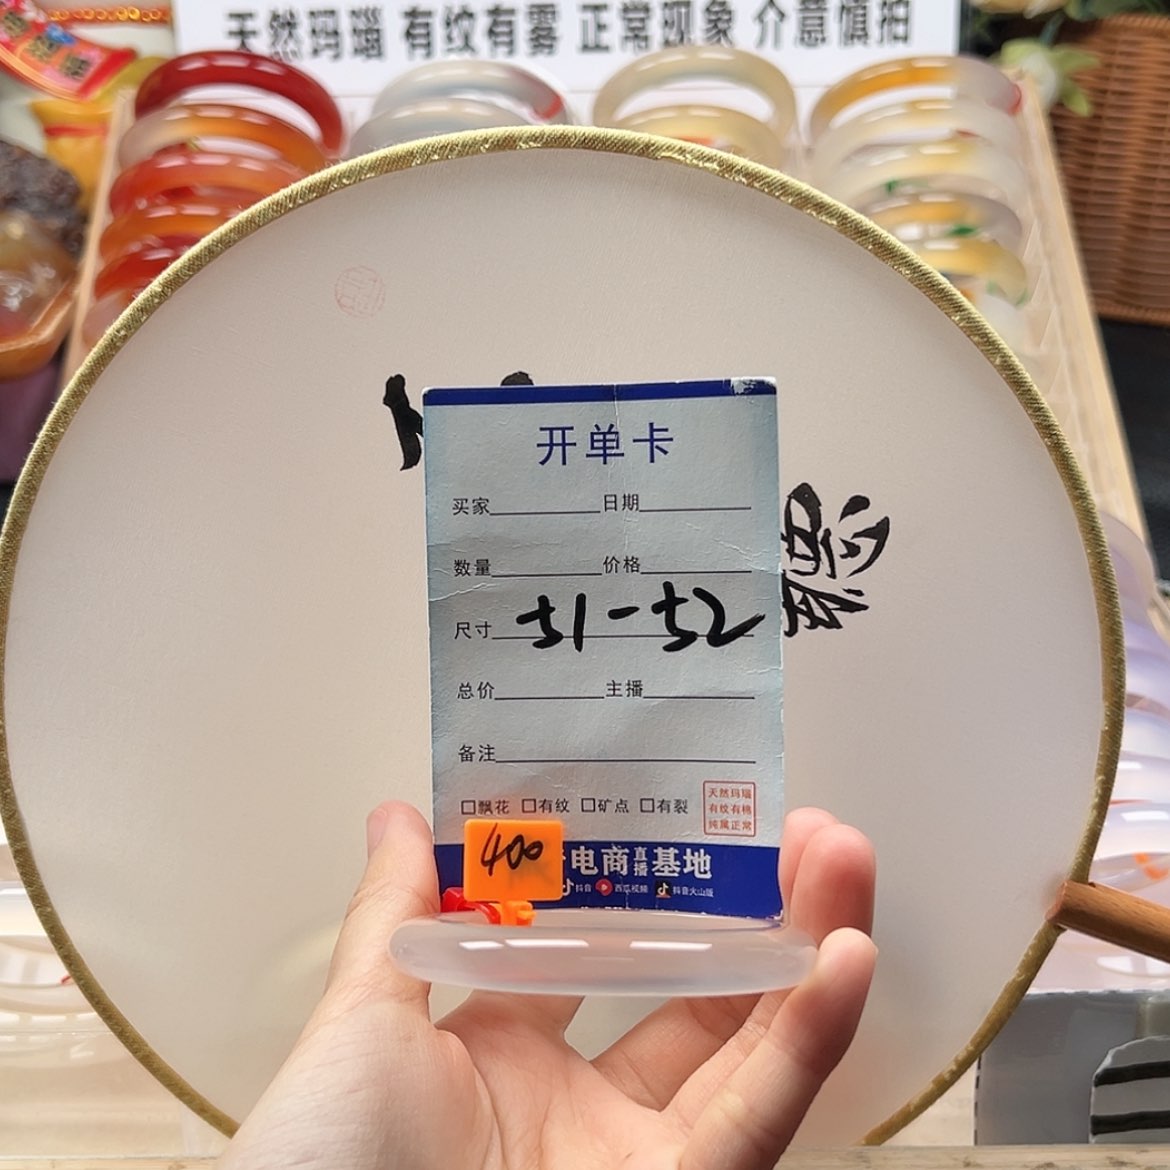 天然玛瑙 有纹有雾 正常现象 介意慎拍
开单卡
买家 日期
数量 价格
尺寸 51-52
总价 主播
备注
□飘花 □有纹 □矿点 □有裂
天然玛瑙
有纹有棉
纯属正常
400
电商直播基地
抖音 西瓜视频 抖音火山版